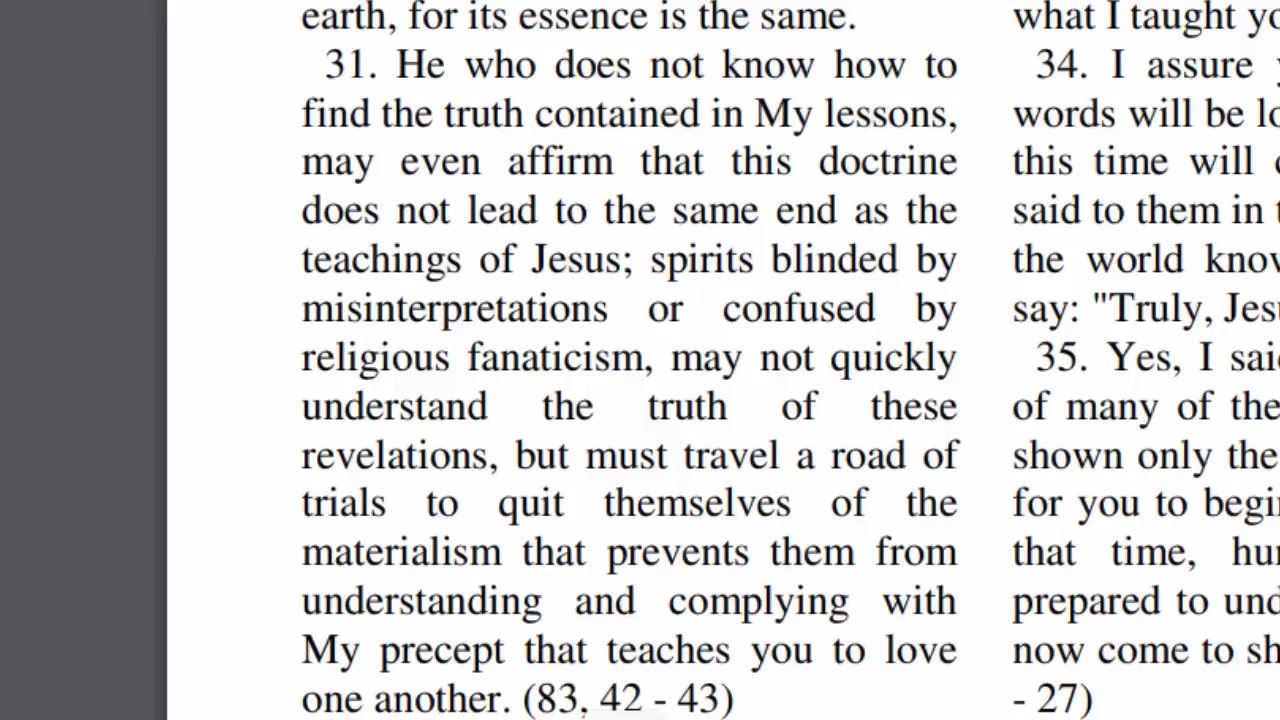 earth, for its essence is the same.
31. He who does not know how to
find the truth contained in My lessons,
may even affirm that this doctrine
does not lead to the same end as the
teachings of Jesus; spirits blinded by
misinterpretations or confused by
religious fanaticism, may not quickly
understand the truth of these
revelations, but must travel a road of
trials to quit themselves of the
materialism that prevents them from
understanding and complying with
My precept that teaches you to love
one another. (83, 42 - 43)
what I taught
34. I assure
words will be
this time will
said to them in
the world
say: "Truly,
35. Yes, I
of many of
shown only
for you to
that time,
prepared to
now come to
- 27)